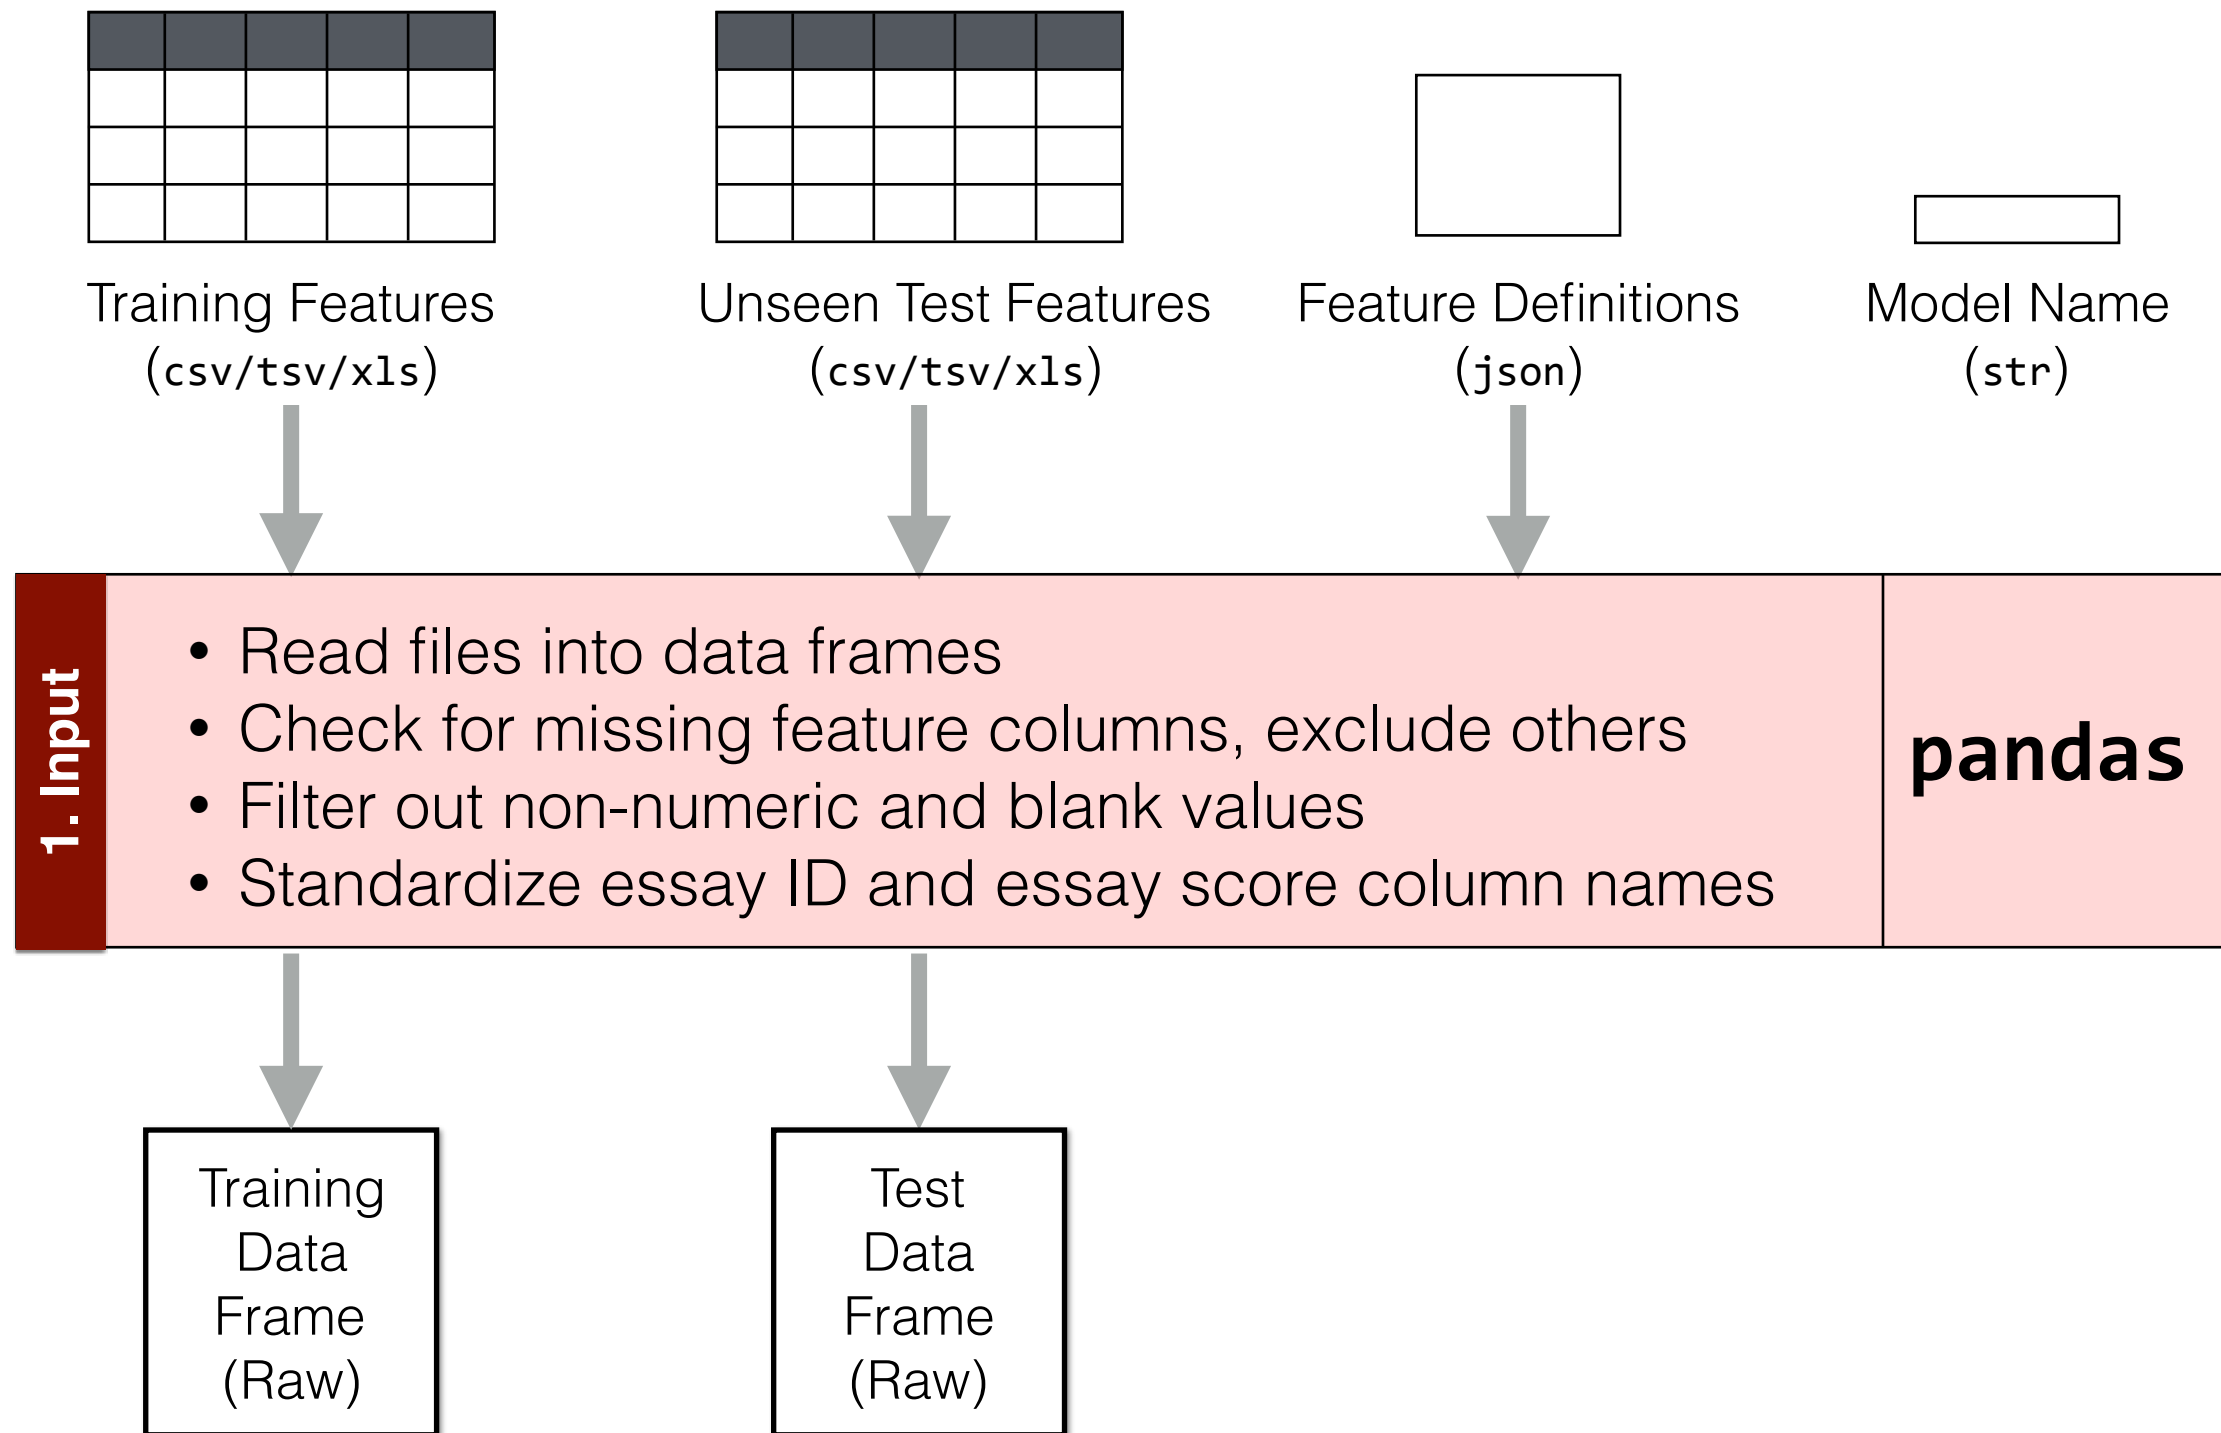 Training Features
(csv/tsv/xls)
Unseen Test Features
(csv/tsv/xls)
Feature Definitions
(json)
Model Name
(str)
1. Input
• Read files into data frames
• Check for missing feature columns, exclude others
• Filter out non-numeric and blank values
• Standardize essay ID and essay score column names
pandas
Training
Data
Frame
(Raw)
Test
Data
Frame
(Raw)